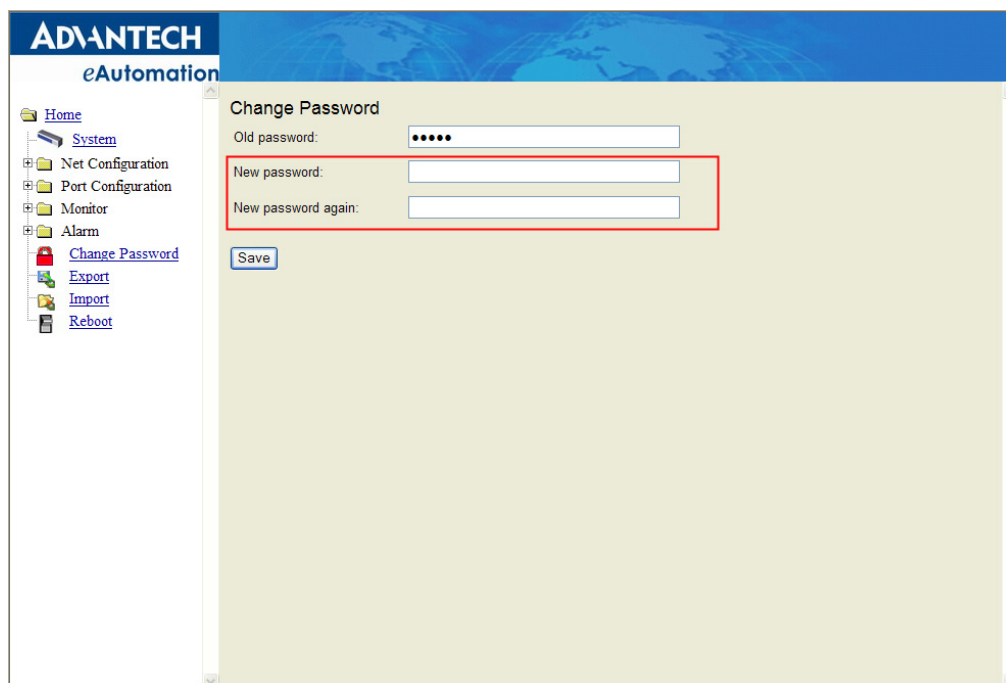 ADVANTECH
eAutomation
Home
System
Net Configuration
Port Configuration
Monitor
Alarm
Change Password
Export
Import
Reboot
Change Password
Old password: •••••
New password:
New password again:
Save